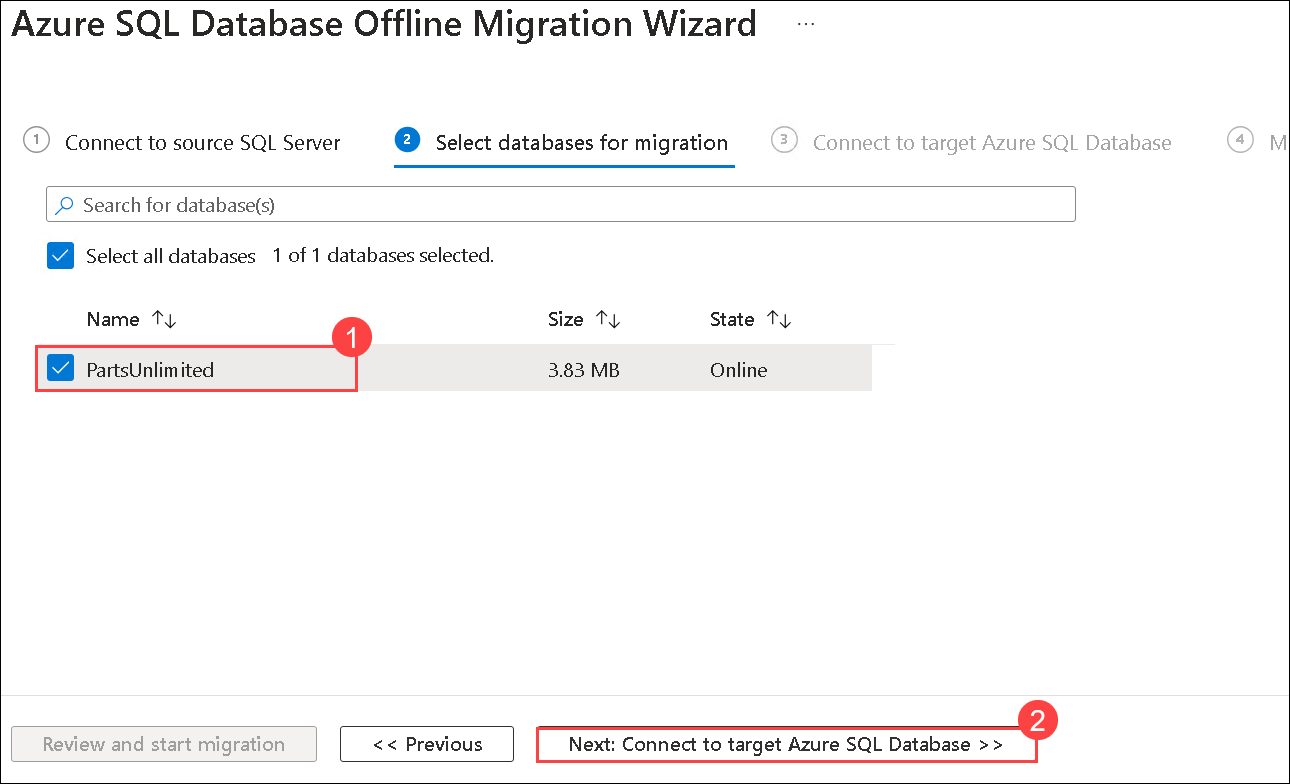 Azure SQL Database Offline Migration Wizard ...
1 Connect to source SQL Server 2 Select databases for migration 3 Connect to target Azure SQL Database 4 M
Search for database(s)
Select all databases 1 of 1 databases selected.
Name ↑↓ Size ↑↓ State ↑↓
1
PartsUnlimited 3.83 MB Online
2
Review and start migration << Previous Next: Connect to target Azure SQL Database >>